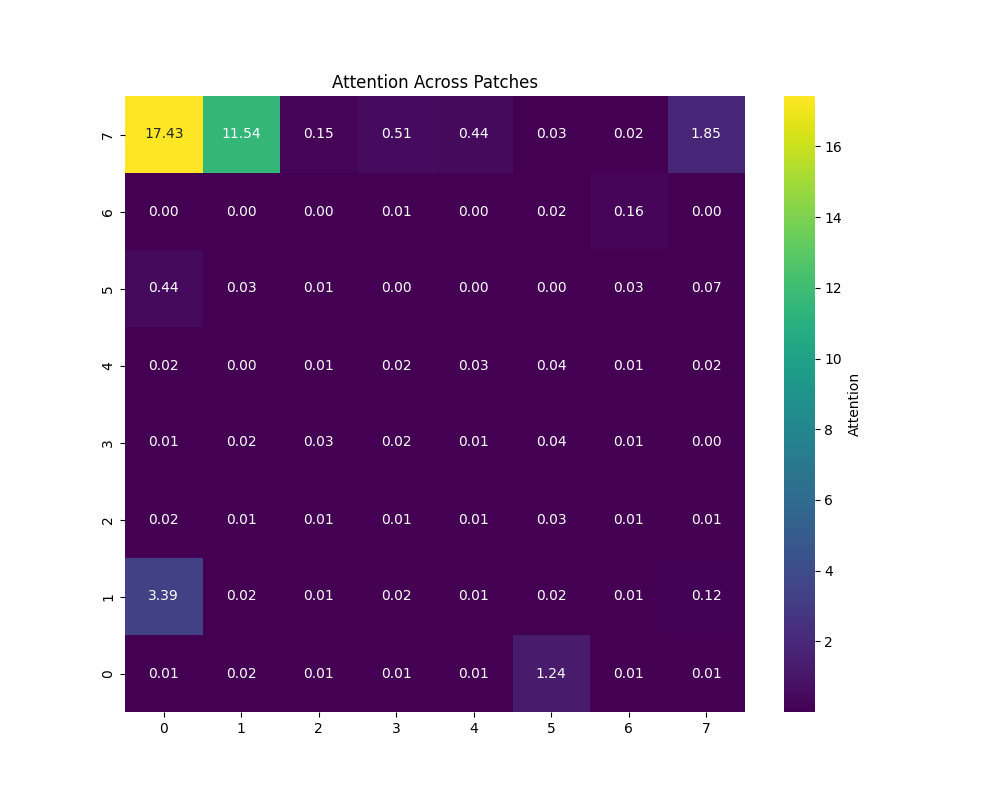 Attention Across Patches
7 17.43 11.54 0.15 0.51 0.44 0.03 0.02 1.85
6 0.00 0.00 0.00 0.01 0.00 0.02 0.16 0.00
5 0.44 0.03 0.01 0.00 0.00 0.00 0.03 0.07
4 0.02 0.00 0.01 0.02 0.03 0.04 0.01 0.02
3 0.01 0.02 0.03 0.02 0.01 0.04 0.01 0.00
2 0.02 0.01 0.01 0.01 0.01 0.03 0.01 0.01
1 3.39 0.02 0.01 0.02 0.01 0.02 0.01 0.12
0 0.01 0.02 0.01 0.01 0.01 1.24 0.01 0.01
0 1 2 3 4 5 6 7
16
14
12
10
8
6
4
2
Attention